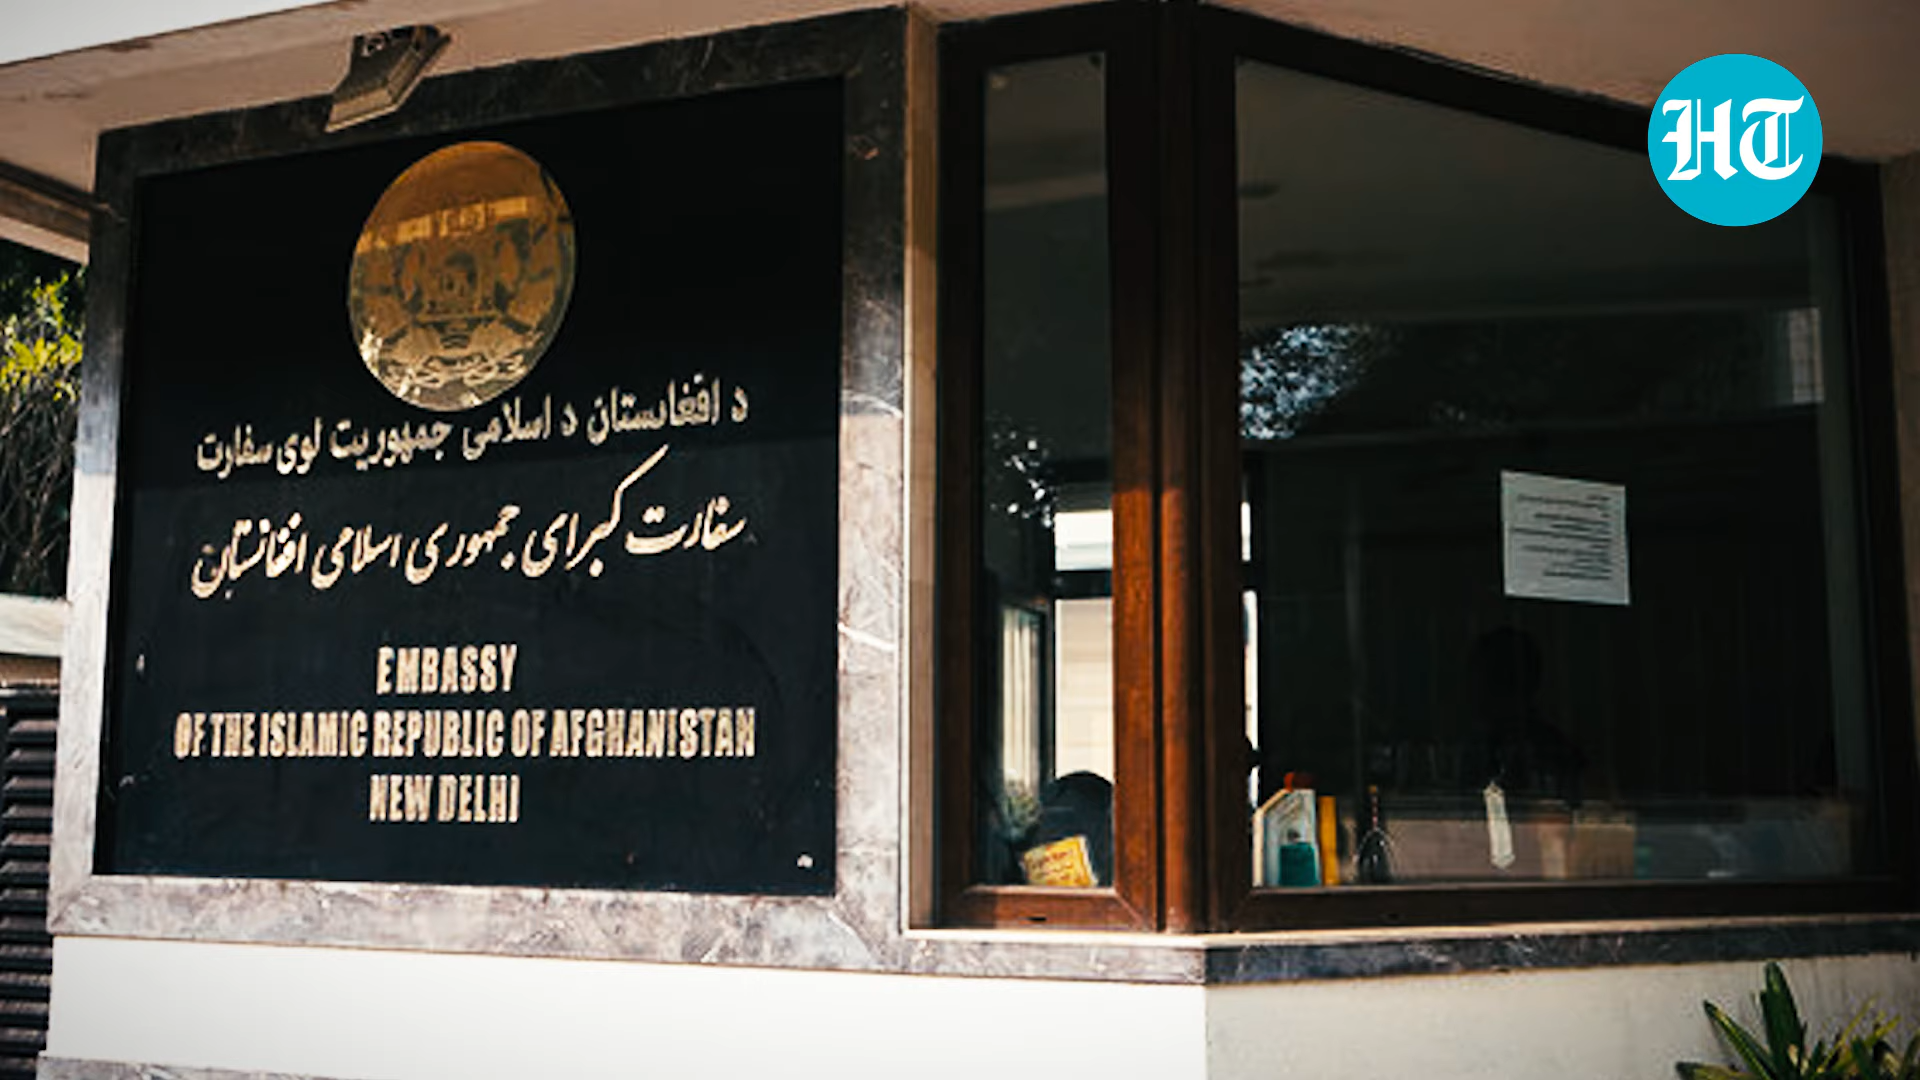 HT
د افغانستان د اسلامي جمهوریت لوی سفارت
سفارت کبرای جمهوری اسلامی افغانستان
EMBASSY
OF THE ISLAMIC REPUBLIC OF AFGHANISTAN
NEW DELHI